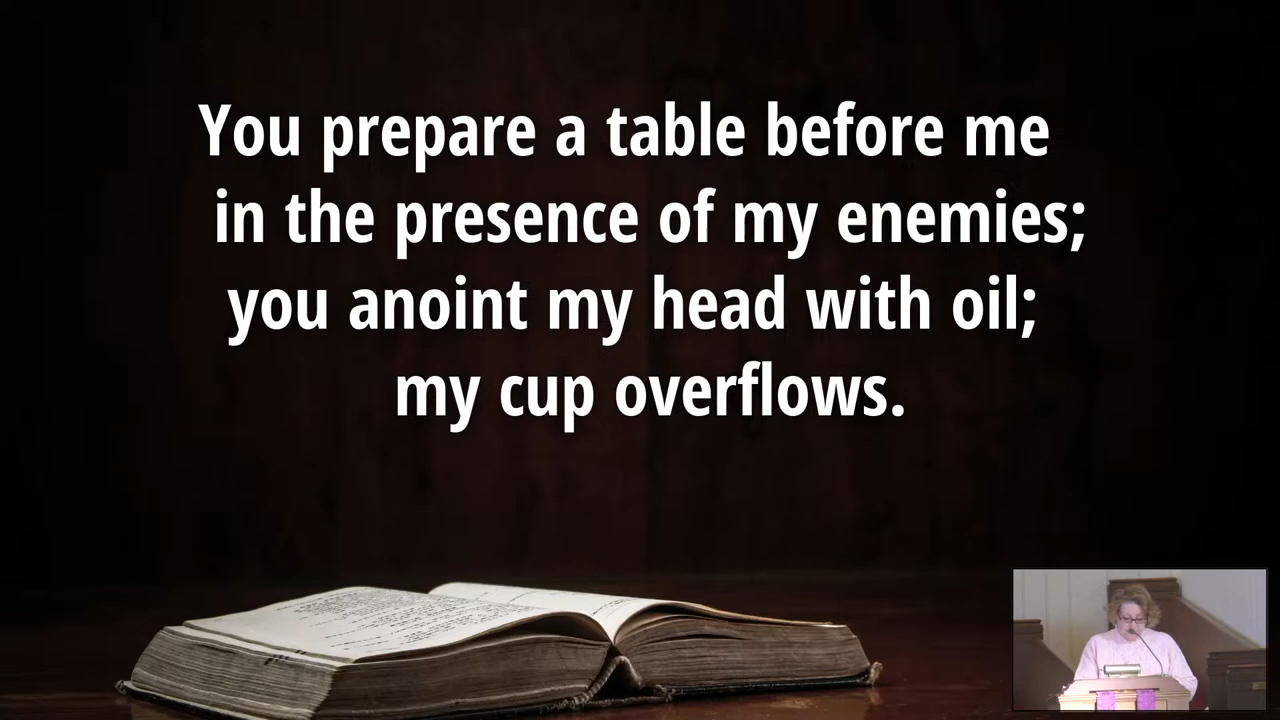 You prepare a table before me
in the presence of my enemies;
you anoint my head with oil;
my cup overflows.